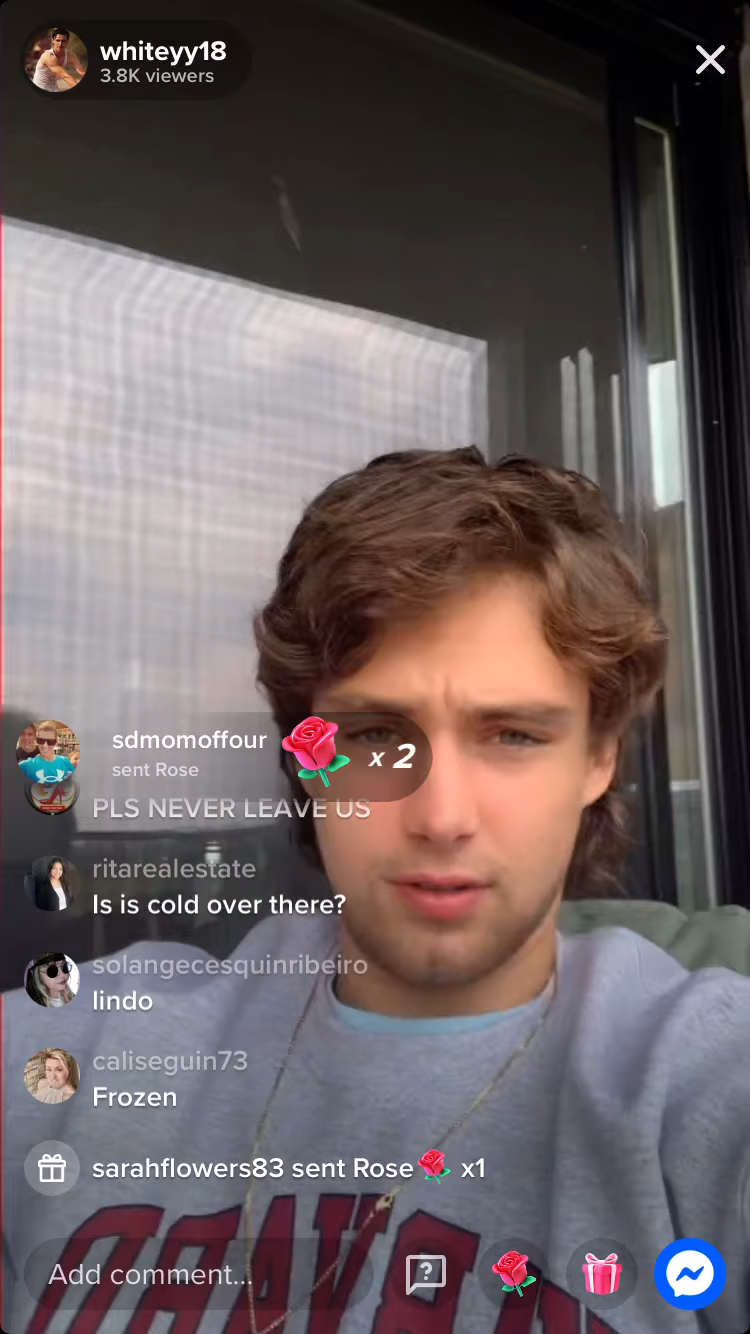 whiteyy18
3.8K viewers
sdmomoffour
sent Rose
x 2
PLS NEVER LEAVE US
ritarealestate
Is is cold over there?
solangecesquinribeiro
lindo
caliseguin73
Frozen
sarahflowers83 sent Rose x1
Add comment...